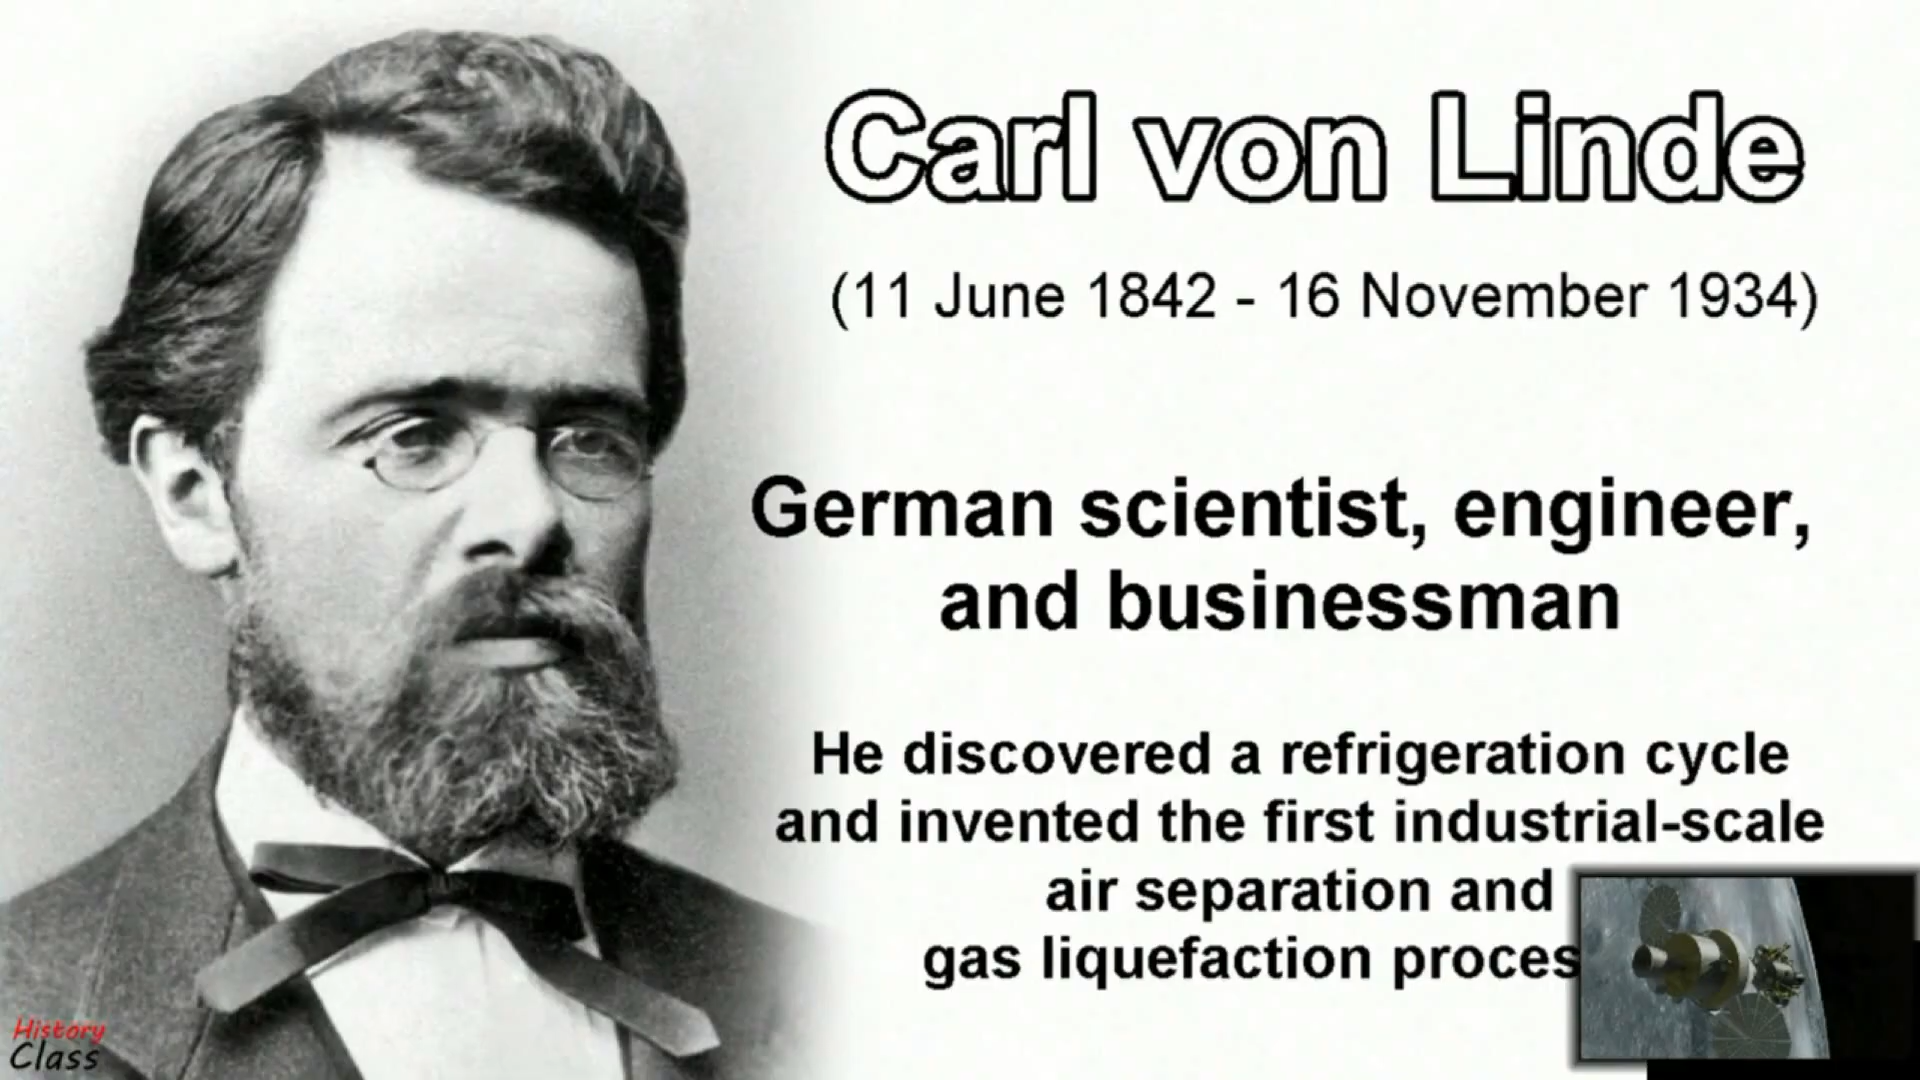 Carl von Linde
(11 June 1842 - 16 November 1934)
German scientist, engineer,
and businessman
He discovered a refrigeration cycle
and invented the first industrial-scale
air separation and
gas liquefaction proces
History
Class